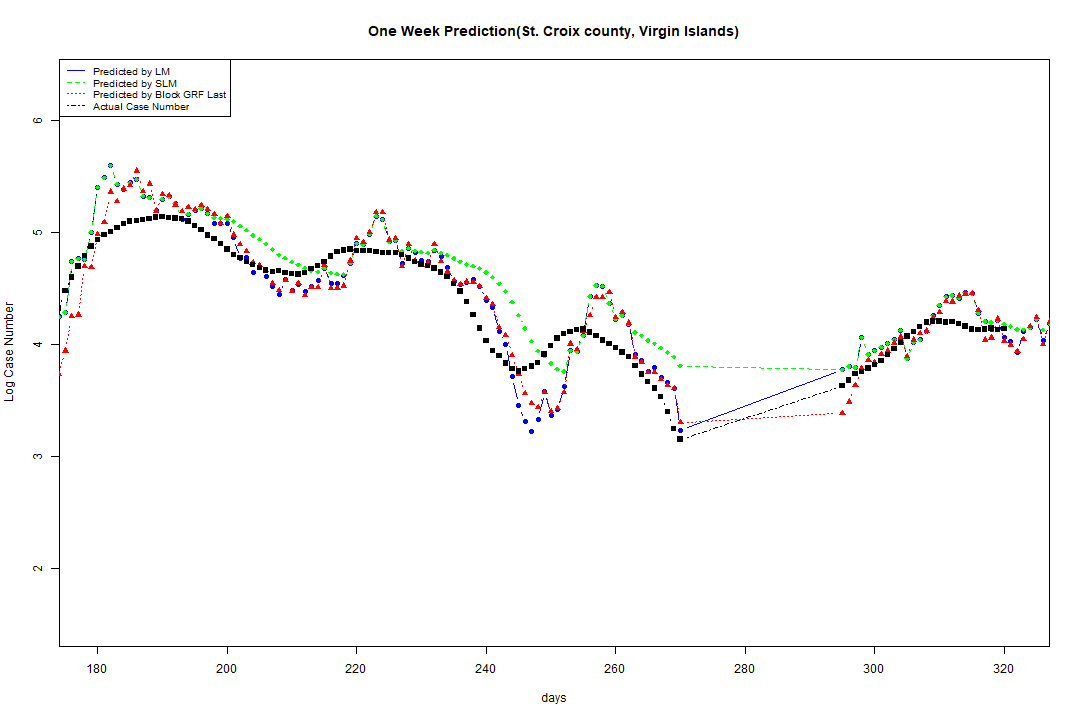 One Week Prediction(St. Croix county, Virgin Islands)
Predicted by LM
Predicted by SLM
Predicted by Block GRF Last
Actual Case Number
Log Case Number
6
5
4
3
2
180 200 220 240 260 280 300 320
days